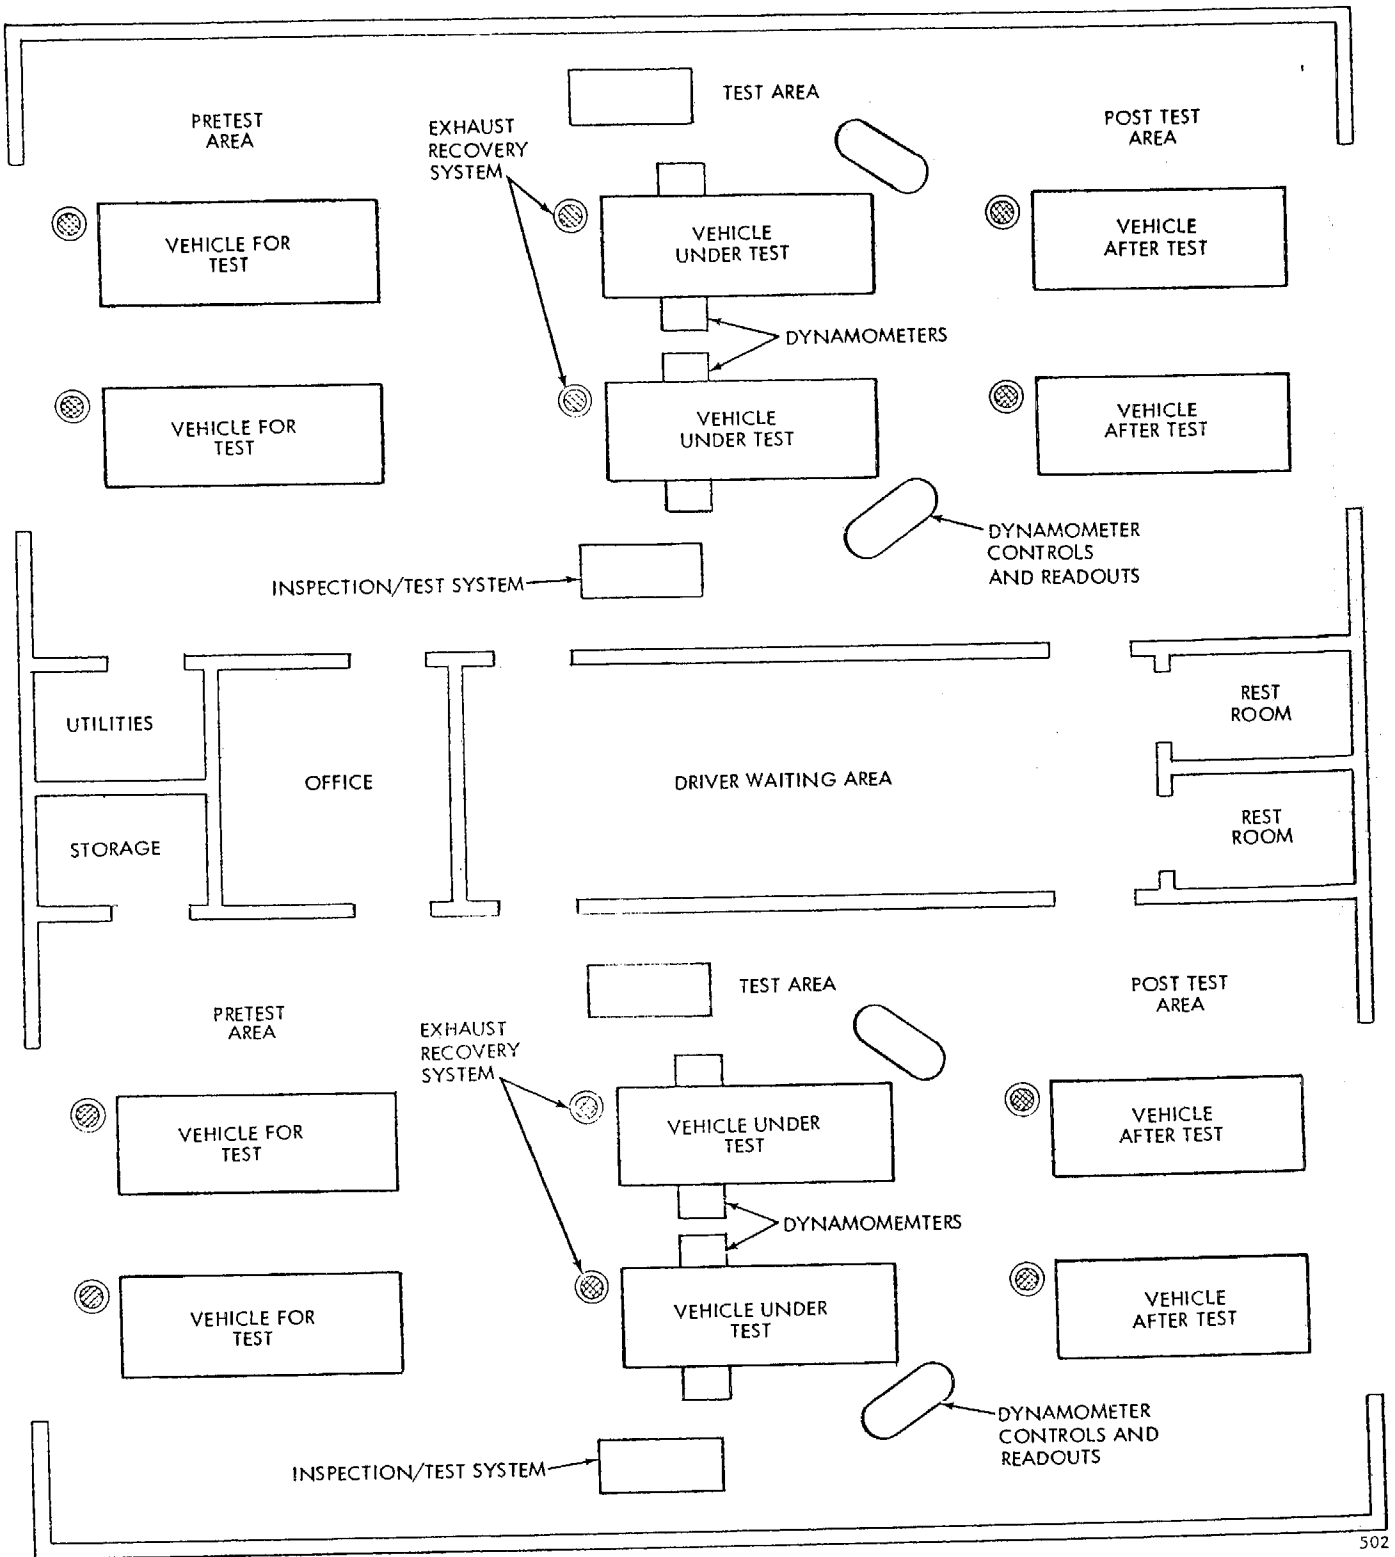 TEST AREA
PRETEST
AREA
EXHAUST
RECOVERY
SYSTEM
POST TEST
AREA
VEHICLE FOR
TEST
VEHICLE
UNDER TEST
VEHICLE
AFTER TEST
DYNAMOMETERS
VEHICLE FOR
TEST
VEHICLE
UNDER TEST
VEHICLE
AFTER TEST
DYNAMOMETER
CONTROLS
AND READOUTS
INSPECTION/TEST SYSTEM
UTILITIES
OFFICE
DRIVER WAITING AREA
REST
ROOM
STORAGE
REST
ROOM
TEST AREA
PRETEST
AREA
EXHAUST
RECOVERY
SYSTEM
POST TEST
AREA
VEHICLE FOR
TEST
VEHICLE UNDER
TEST
VEHICLE
AFTER TEST
DYNAMOMEMTERS
VEHICLE FOR
TEST
VEHICLE UNDER
TEST
VEHICLE
AFTER TEST
DYNAMOMETER
CONTROLS AND
READOUTS
INSPECTION/TEST SYSTEM
502